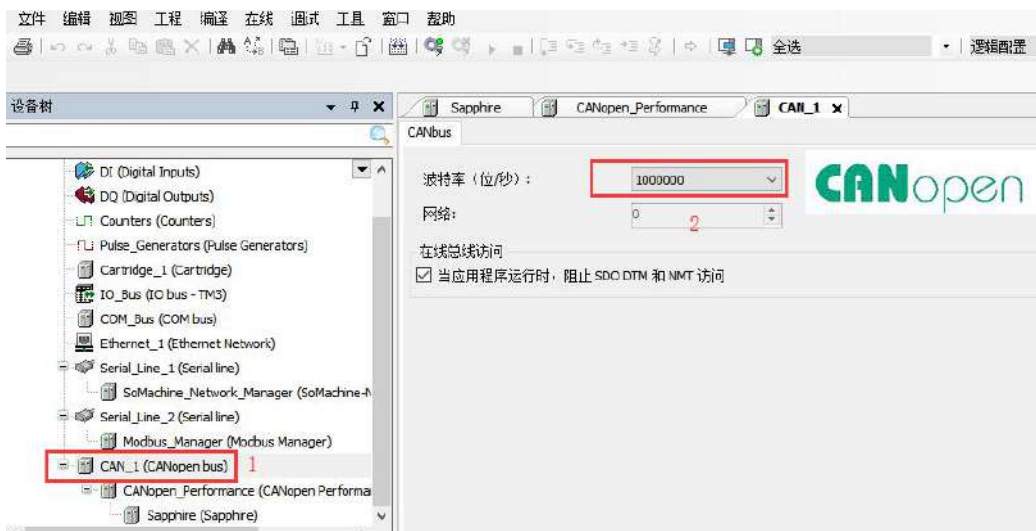 文件 编辑 视图 工程 编译 在线 调试 工具 窗口 帮助
全选
逻辑配置
设备树
Sapphire
CANopen_Performance
CAN_1
CANbus
DI (Digital Inputs)
DQ (Digital Outputs)
Counters (Counters)
Pulse_Generators (Pulse Generators)
Cartridge_1 (Cartridge)
IO_Bus (IO bus - TM3)
COM_Bus (COM bus)
Ethernet_1 (Ethernet Network)
Serial_Line_1 (Serial line)
SoMachine_Network_Manager (SoMachine-N
Serial_Line_2 (Serial line)
Modbus_Manager (Modbus Manager)
CAN_1 (CANopen bus) 1
CANopen_Performance (CANopen Performa
Sapphire (Sapphire)
波特率（位/秒）: 1000000
网络: 0
2
CANopen
在线总线访问
当应用程序运行时，阻止 SDO DTM 和 NMT 访问